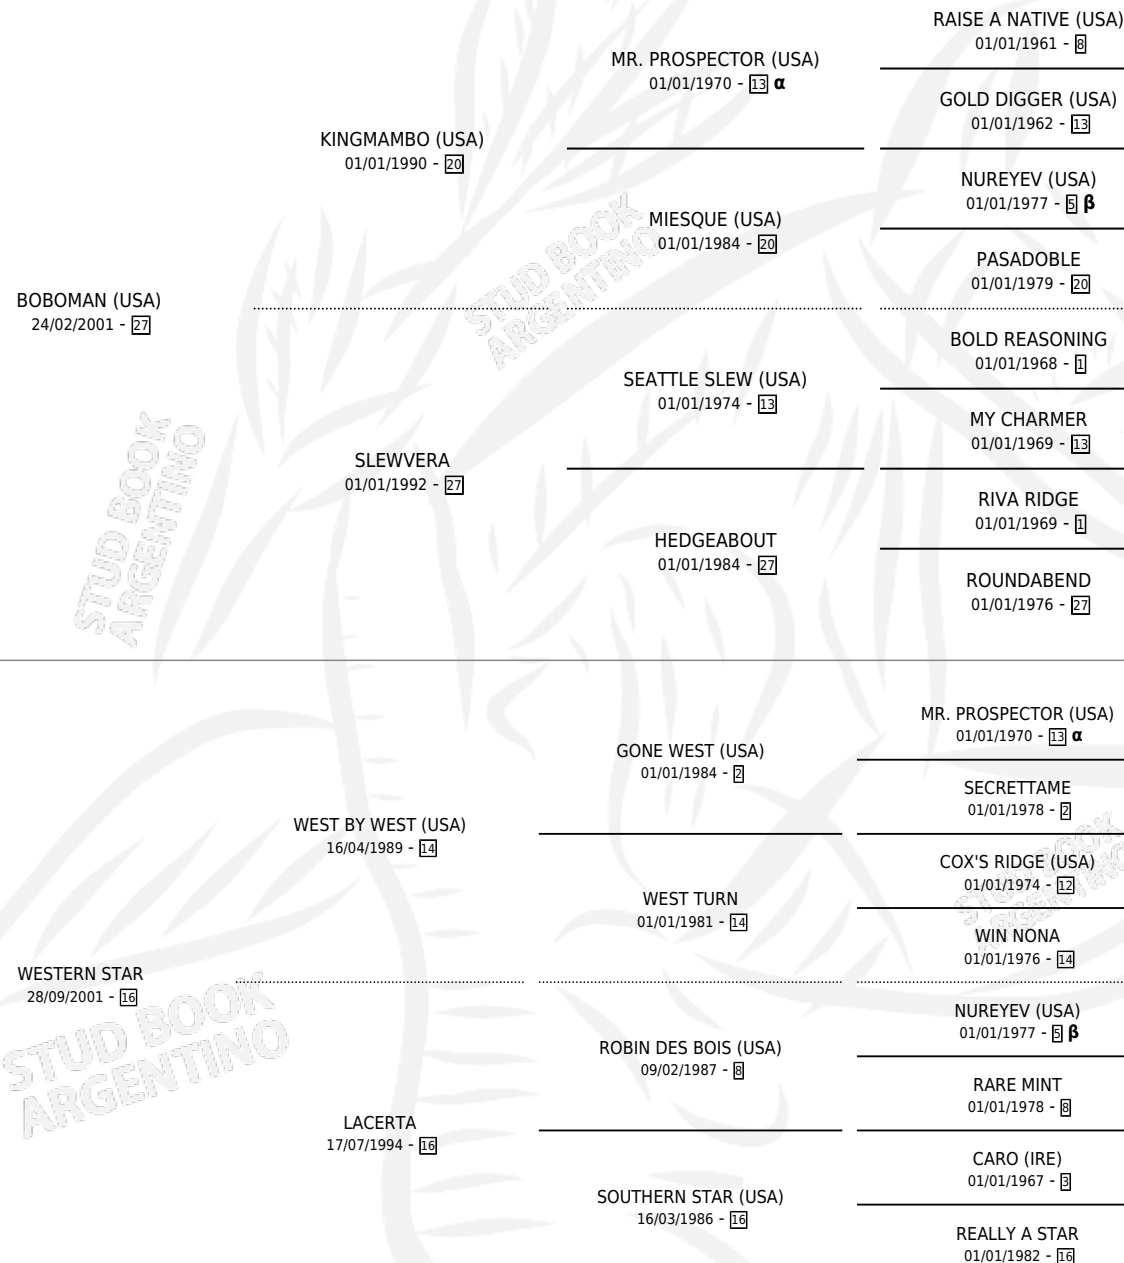 RAISE A NATIVE (USA)
01/01/1961 - 8
MR. PROSPECTOR (USA)
01/01/1970 - 13 α
GOLD DIGGER (USA)
01/01/1962 - 13
KINGMAMBO (USA)
01/01/1990 - 20
NUREYEV (USA)
01/01/1977 - 5 β
MIESQUE (USA)
01/01/1984 - 20
PASADOBLE
01/01/1979 - 20
BOBOMAN (USA)
24/02/2001 - 27
BOLD REASONING
01/01/1968 - 1
SEATTLE SLEW (USA)
01/01/1974 - 13
MY CHARMER
01/01/1969 - 13
SLEWVERA
01/01/1992 - 27
RIVA RIDGE
01/01/1969 - 1
HEDGEABOUT
01/01/1984 - 27
ROUNDABEND
01/01/1976 - 27
MR. PROSPECTOR (USA)
01/01/1970 - 13 α
GONE WEST (USA)
01/01/1984 - 2
SECRETTAME
01/01/1978 - 2
WEST BY WEST (USA)
16/04/1989 - 14
COX'S RIDGE (USA)
01/01/1974 - 12
WEST TURN
01/01/1981 - 14
WIN NONA
01/01/1976 - 14
WESTERN STAR
28/09/2001 - 16
NUREYEV (USA)
01/01/1977 - 5 β
ROBIN DES BOIS (USA)
09/02/1987 - 8
RARE MINT
01/01/1978 - 8
LACERTA
17/07/1994 - 16
CARO (IRE)
01/01/1967 - 3
SOUTHERN STAR (USA)
16/03/1986 - 16
REALLY A STAR
01/01/1982 - 16
STUD BOOK
ARGENTINO
STUD BOOK
ARGENTINO
STUD BOOK
ARGENTINO
STUD BOOK
ARGENTINO